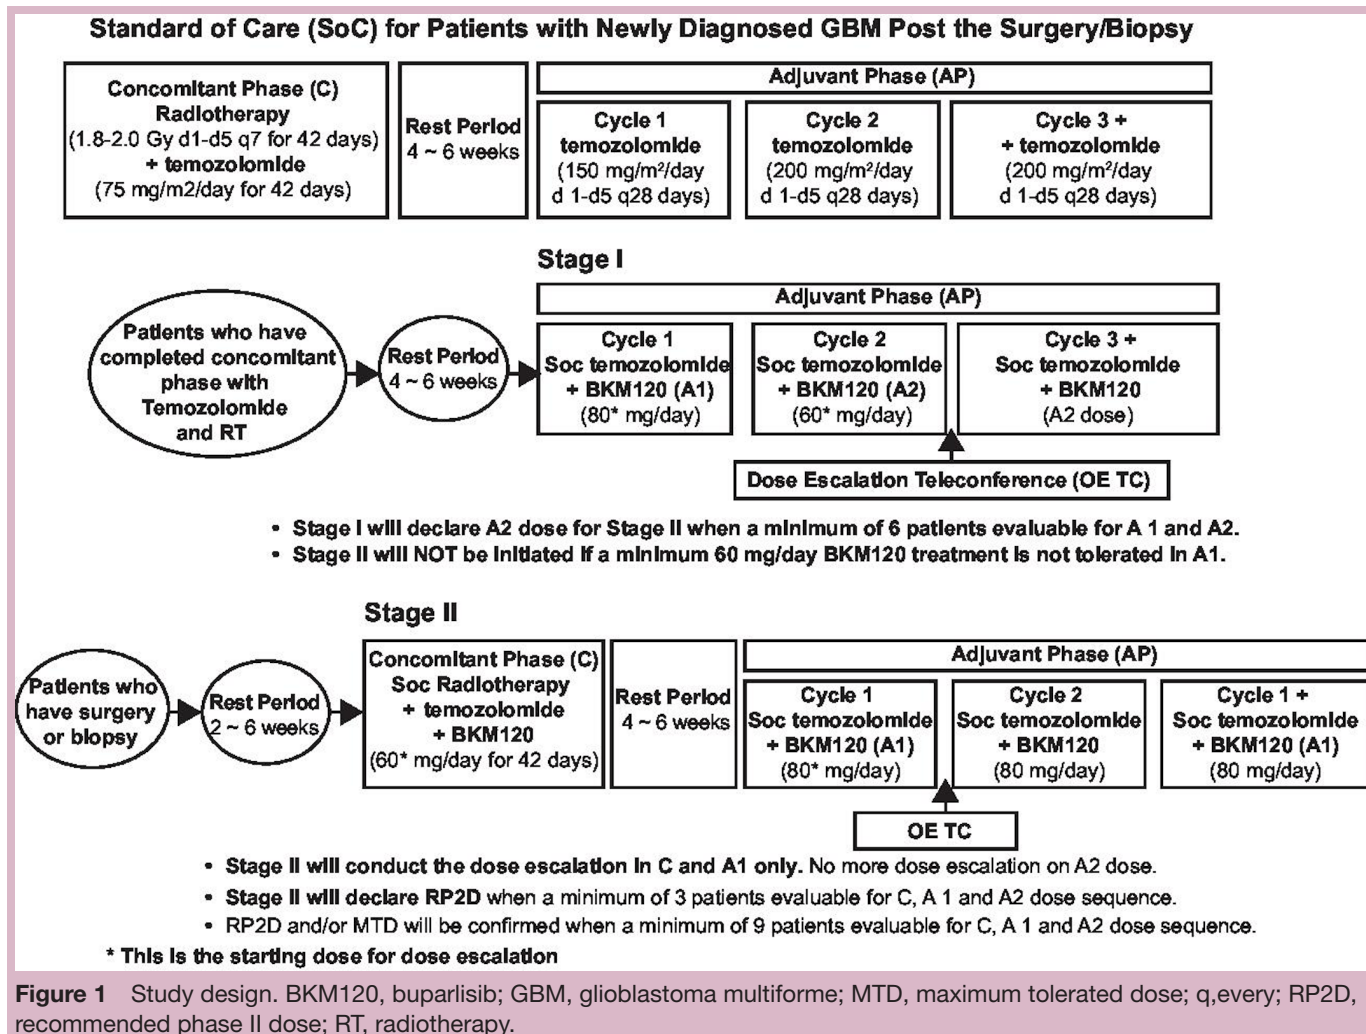 Standard of Care (SoC) for Patients with Newly Diagnosed GBM Post the Surgery/Biopsy
Concomitant Phase (C)
Radiotherapy
(1.8-2.0 Gy d1-d5 q7 for 42 days)
+ temozolomide
(75 mg/m2/day for 42 days)
Rest Period
4 ~ 6 weeks
Adjuvant Phase (AP)
Cycle 1
temozolomide
(150 mg/m²/day
d 1-d5 q28 days)
Cycle 2
temozolomide
(200 mg/m²/day
d 1-d5 q28 days)
Cycle 3 +
+ temozolomide
(200 mg/m²/day
d 1-d5 q28 days)
Stage I
Patients who have
completed concomitant
phase with
Temozolomide
and RT
Rest Period
4 ~ 6 weeks
Adjuvant Phase (AP)
Cycle 1
Soc temozolomide
+ BKM120 (A1)
(80* mg/day)
Cycle 2
Soc temozolomide
+ BKM120 (A2)
(60* mg/day)
Cycle 3 +
Soc temozolomide
+ BKM120
(A2 dose)
Dose Escalation Teleconference (OE TC)
• Stage I will declare A2 dose for Stage II when a minimum of 6 patients evaluable for A 1 and A2.
• Stage II will NOT be initiated if a minimum 60 mg/day BKM120 treatment is not tolerated in A1.
Stage II
Patients who
have surgery
or biopsy
Rest Period
2 ~ 6 weeks
Concomitant Phase (C)
Soc Radiotherapy
+ temozolomide
+ BKM120
(60* mg/day for 42 days)
Rest Period
4 ~ 6 weeks
Adjuvant Phase (AP)
Cycle 1
Soc temozolomide
+ BKM120 (A1)
(80* mg/day)
Cycle 2
Soc temozolomide
+ BKM120
(80 mg/day)
Cycle 1 +
Soc temozolomide
+ BKM120 (A1)
(80 mg/day)
OE TC
• Stage II will conduct the dose escalation in C and A1 only. No more dose escalation on A2 dose.
• Stage II will declare RP2D when a minimum of 3 patients evaluable for C, A 1 and A2 dose sequence.
• RP2D and/or MTD will be confirmed when a minimum of 9 patients evaluable for C, A 1 and A2 dose sequence.
* This is the starting dose for dose escalation
Figure 1 Study design. BKM120, buparlisib; GBM, glioblastoma multiforme; MTD, maximum tolerated dose; q,every; RP2D,
recommended phase II dose; RT, radiotherapy.